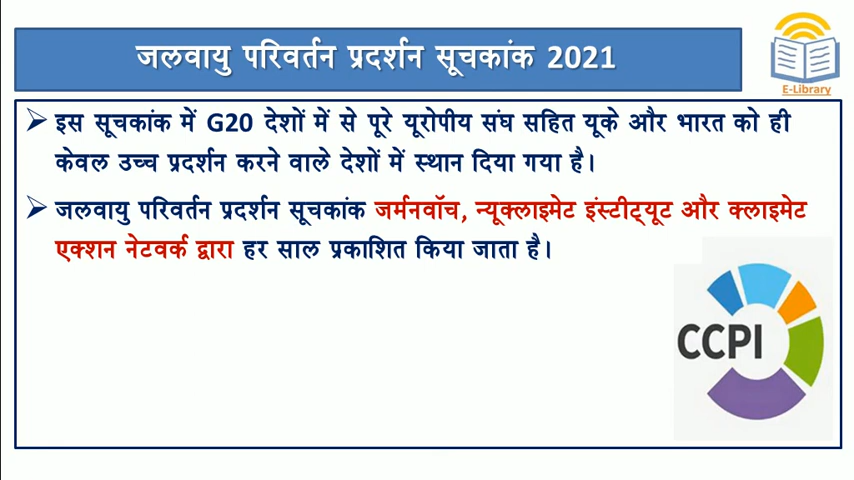 जलवायु परिवर्तन प्रदर्शन सूचकांक 2021
E-Library
इस सूचकांक में G20 देशों में से पूरे यूरोपीय संघ सहित यूके और भारत को ही
केवल उच्च प्रदर्शन करने वाले देशों में स्थान दिया गया है।
जलवायु परिवर्तन प्रदर्शन सूचकांक जर्मनवॉच, न्यूक्लाइमेट इंस्टीट्यूट और क्लाइमेट
एक्शन नेटवर्क द्वारा हर साल प्रकाशित किया जाता है।
CCPI